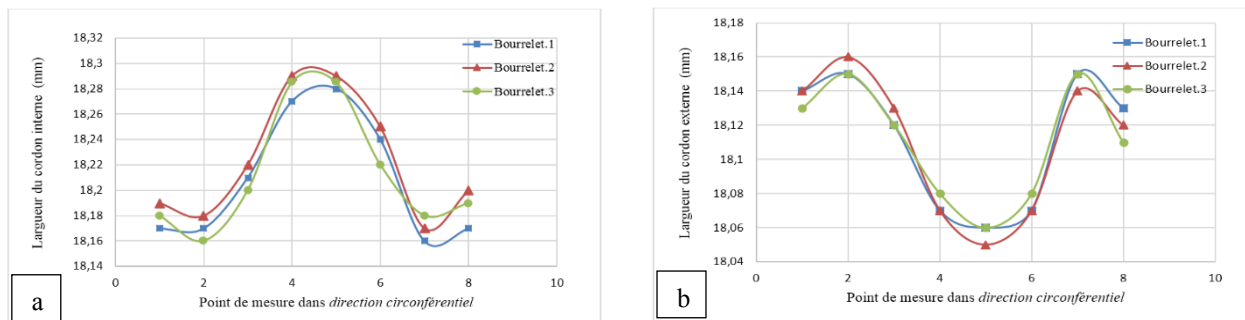 18,32
18,3
18,28
18,26
18,24
18,22
18,2
18,18
18,16
18,14
0
2
4
6
8
10
Largueur du cordon interne (mm)
Point de mesure dans direction circonférentiel
Bourrelet.1
Bourrelet.2
Bourrelet.3
a
18,18
18,16
18,14
18,12
18,1
18,08
18,06
18,04
0
2
4
6
8
10
Largueur du cordon externe (mm)
Point de mesure dans direction circonférentiel
Bourrelet.1
Bourrelet.2
Bourrelet.3
b